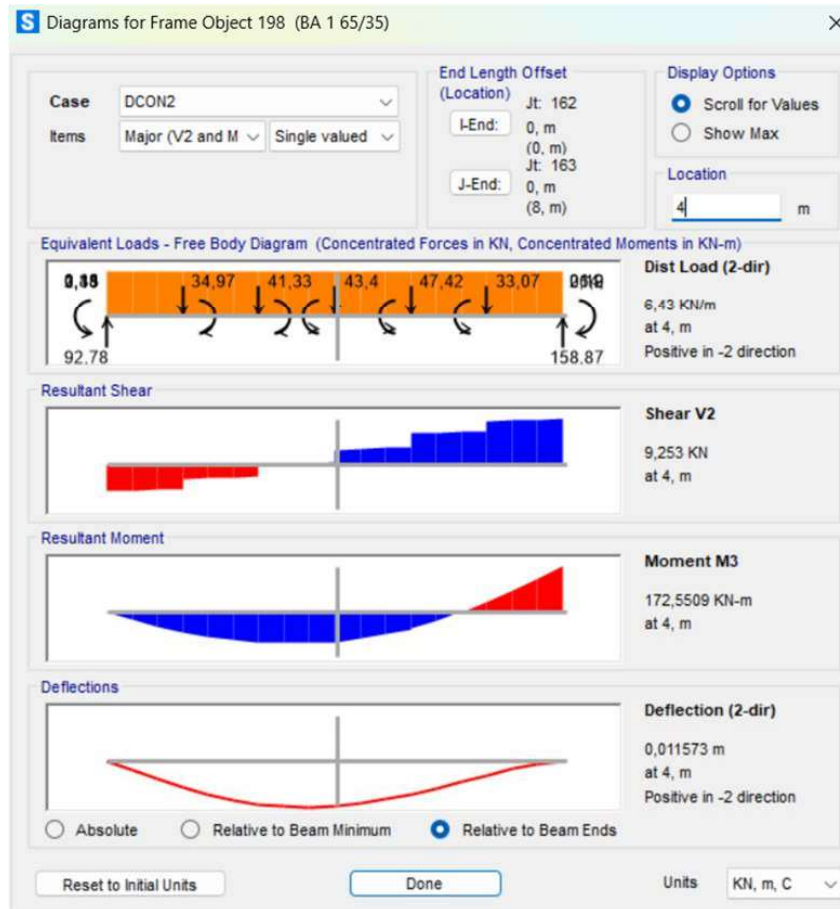 S Diagrams for Frame Object 198 (BA 1 65/35)
Case DCON2
Items Major (V2 and M Single valued
End Length Offset
(Location)
Jt: 162
I-End: 0, m
(0, m)
Jt: 163
J-End: 0, m
(8, m)
Display Options
Scroll for Values
Show Max
Location
4 m
Equivalent Loads - Free Body Diagram (Concentrated Forces in KN, Concentrated Moments in KN-m)
34,97 41,33 43,4 47,42 33,07
92.78 158.87
Dist Load (2-dir)
6,43 KN/m
at 4, m
Positive in -2 direction
Resultant Shear
Shear V2
9,253 KN
at 4, m
Resultant Moment
Moment M3
172,5509 KN-m
at 4, m
Deflections
Deflection (2-dir)
0,011573 m
at 4, m
Positive in -2 direction
Absolute Relative to Beam Minimum Relative to Beam Ends
Reset to Initial Units Done Units KN, m, C